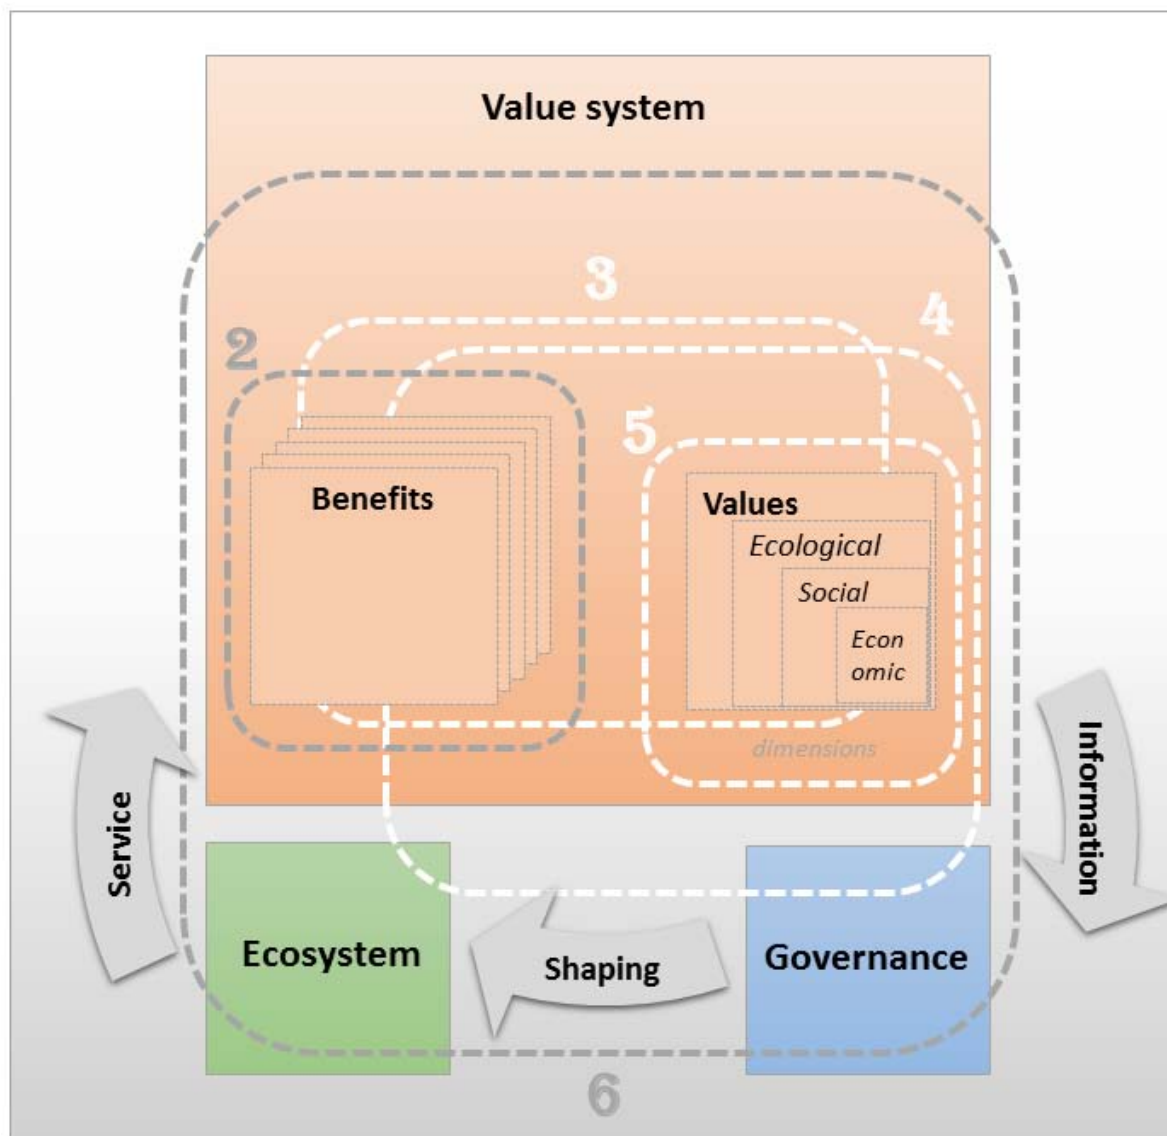 Value system
3
4
2
5
Benefits
Values
Ecological
Social
Econ
omic
dimensions
Service
Information
Ecosystem
Shaping
Governance
6